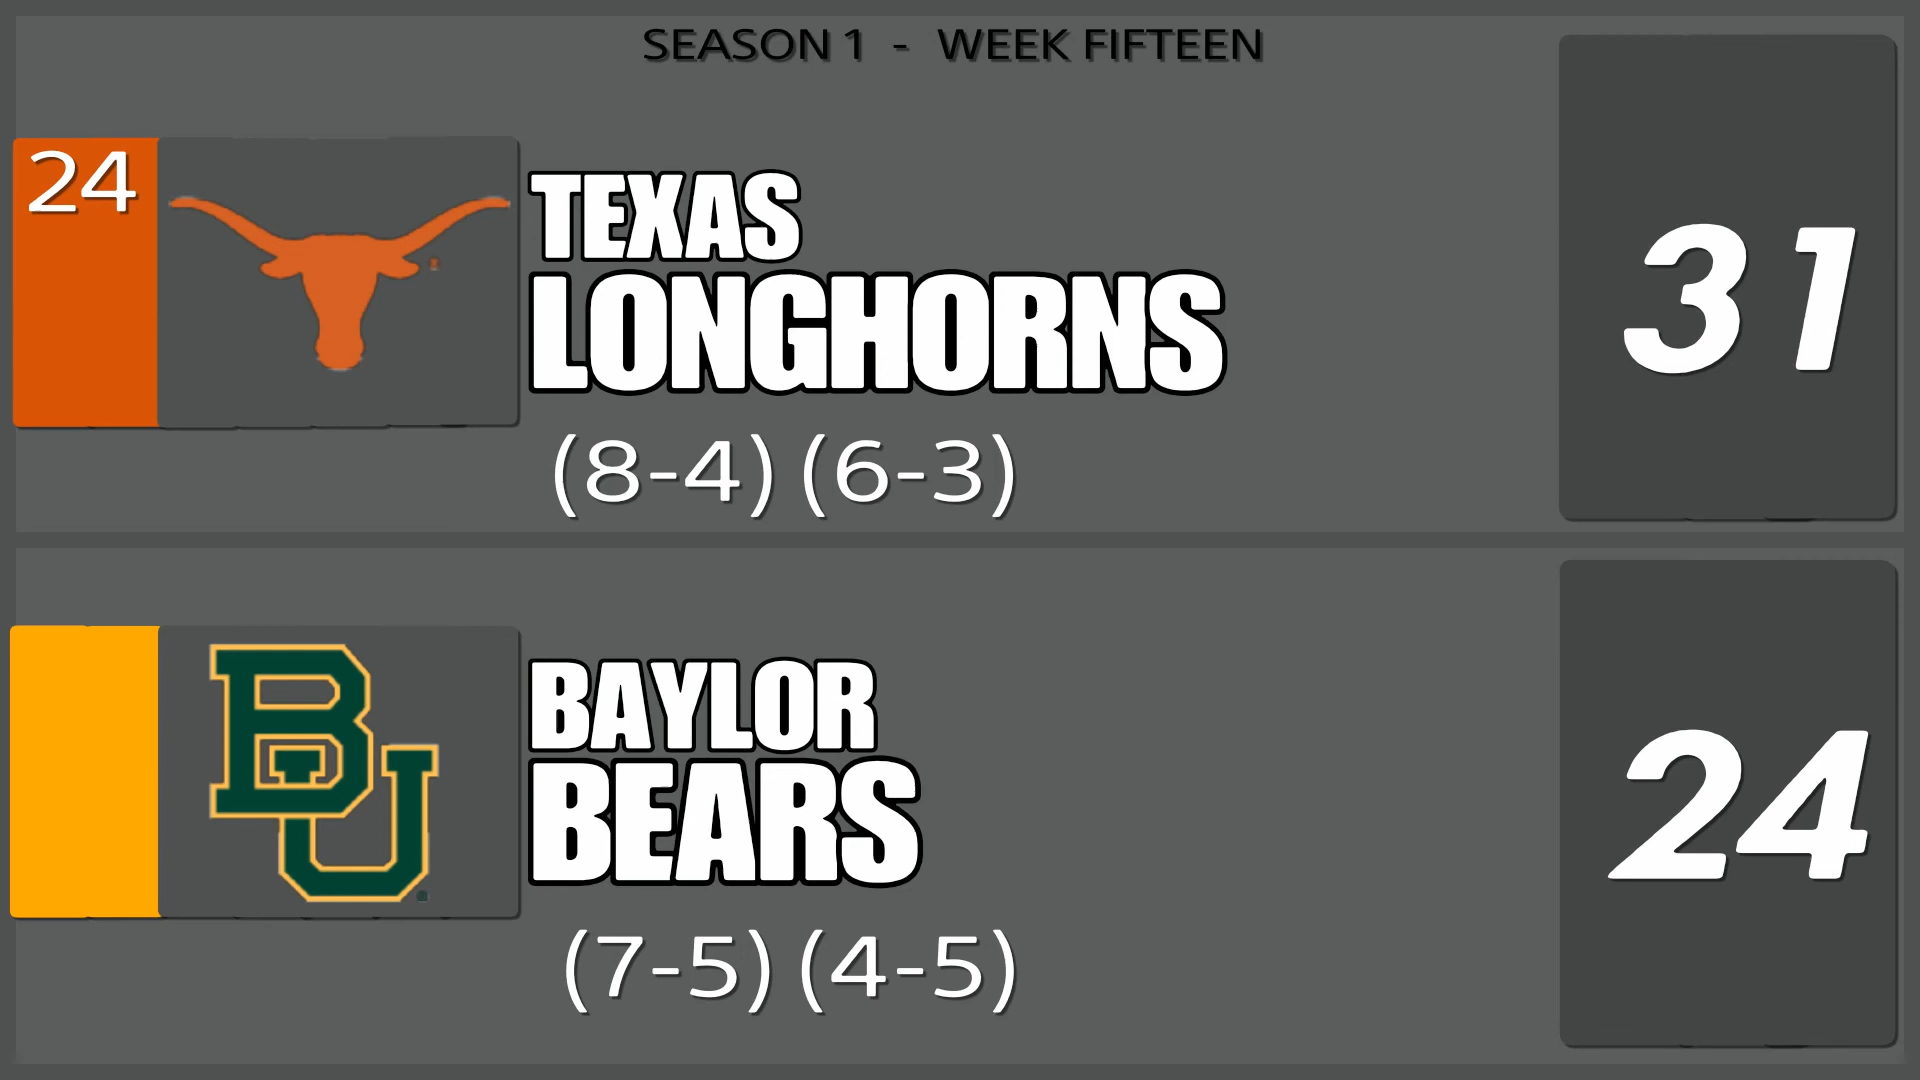 SEASON 1 - WEEK FIFTEEN
24
TEXAS
LONGHORNS
(8-4) (6-3)
31
BU
BAYLOR
BEARS
(7-5) (4-5)
24